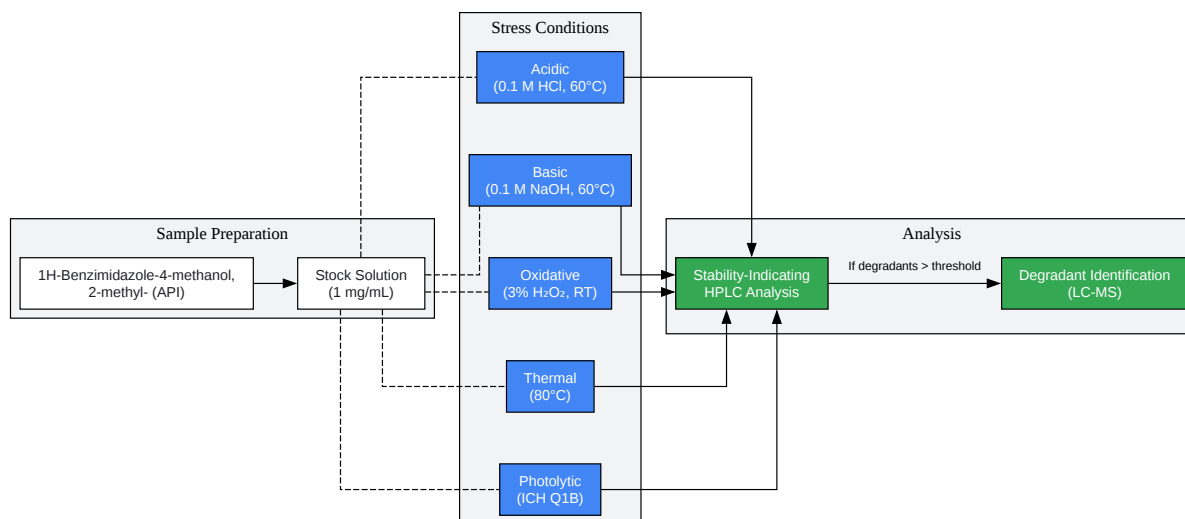 Stress Conditions
Acidic
(0.1 M HCl, 60°C)
Basic
(0.1 M NaOH, 60°C)
Sample Preparation
1H-Benzimidazole-4-methanol,
2-methyl- (API)
Stock Solution
(1 mg/mL)
Oxidative
(3% H₂O₂, RT)
Thermal
(80°C)
Photolytic
(ICH Q1B)
Analysis
Stability-Indicating
HPLC Analysis
If degradants > threshold
Degradant Identification
(LC-MS)